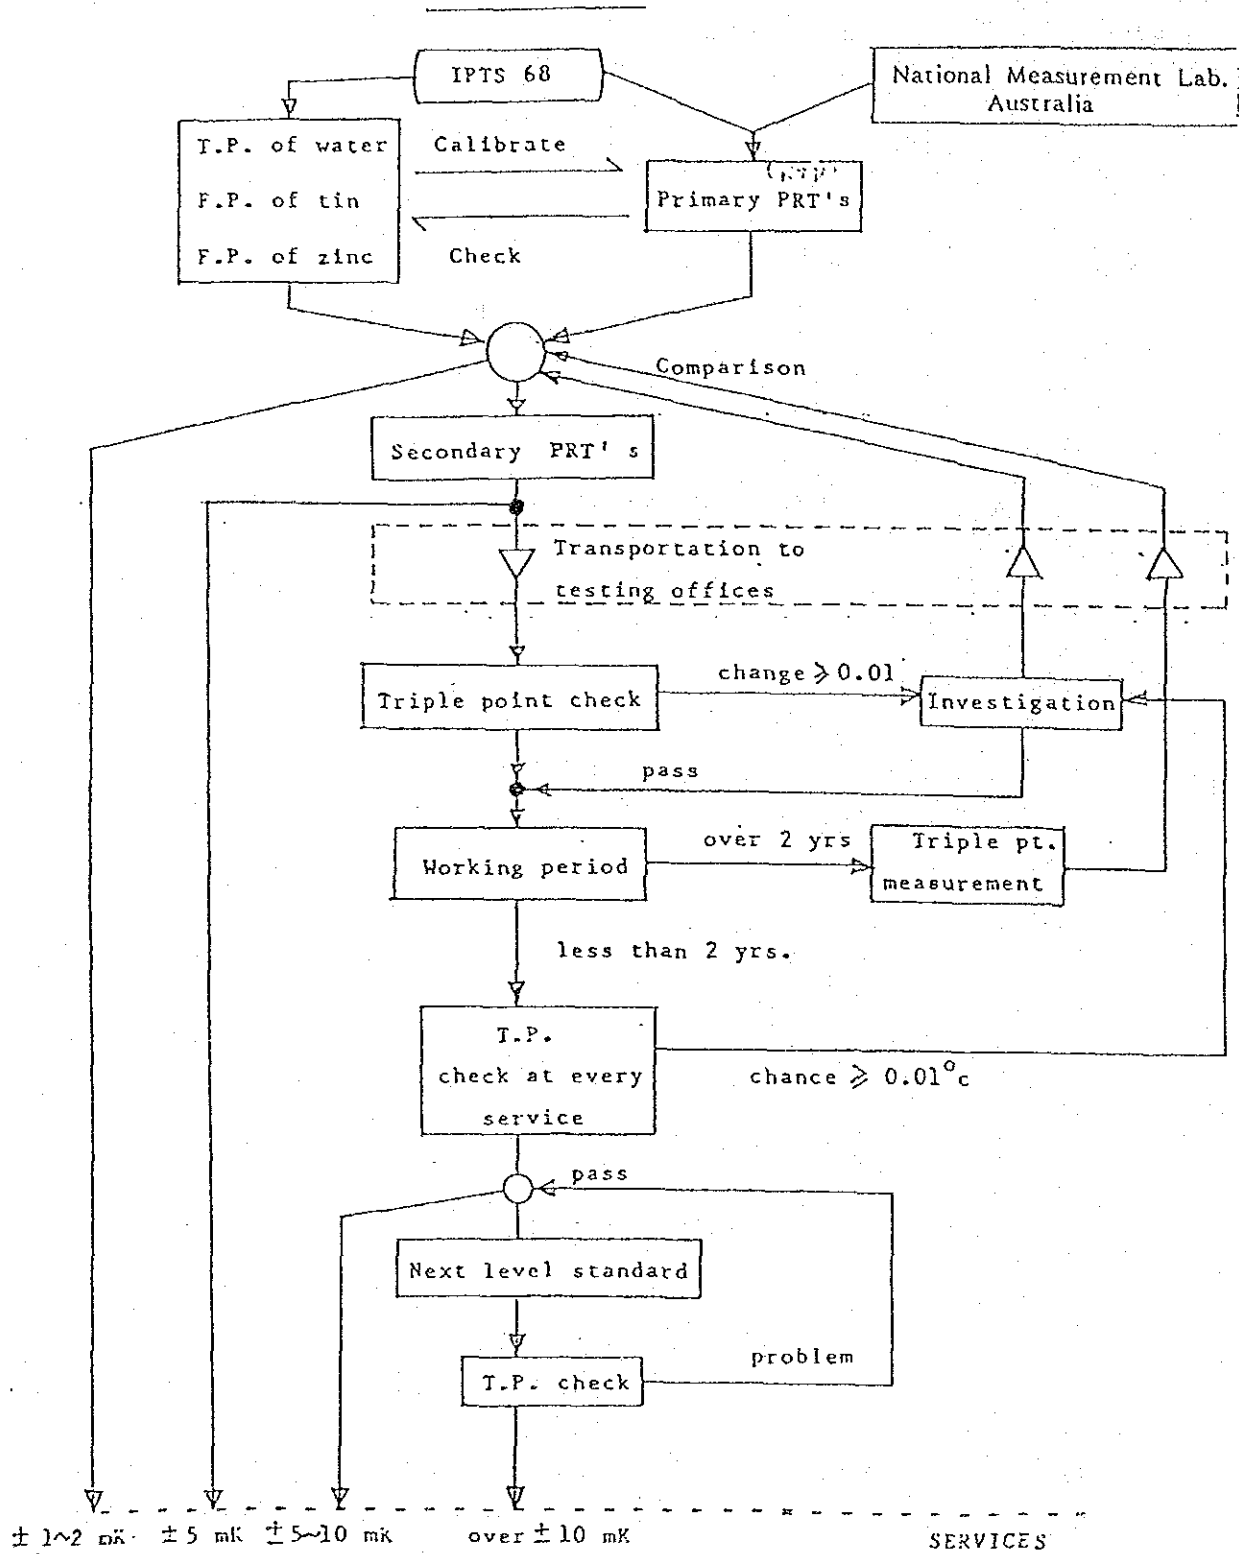 IPTS 68
National Measurement Lab.
Australia
T.P. of water
F.P. of tin
F.P. of zinc
Calibrate
Check
Primary PRT's
Comparison
Secondary PRT's
Transportation to
testing offices
Triple point check
change ⩾ 0.01
Investigation
pass
Working period
over 2 yrs
Triple pt.
measurement
less than 2 yrs.
T.P.
check at every
service
chance ⩾ 0.01°c
pass
Next level standard
T.P. check
problem
± 1~2 mK
± 5 mK
± 5~10 mK
over ± 10 mK
SERVICES